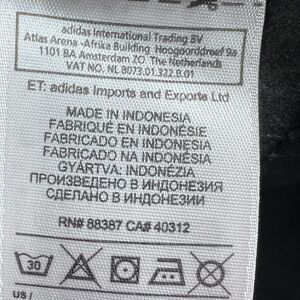 adidas International Trading BV
Atlas Arena -Afrika Building Hoogoorddreef 9a
1101 BA Amsterdam ZO The Netherlands
VAT NO. NL 8073.01.322.B.01
ET: adidas Imports and Exporta Ltd
MADE IN INDONESIA
FABRIQUÉ EN INDONÉSIE
FABRICADO EN INDONESIA
FABRICADO NA INDONÉSIA
GYÁRTVA: INDONÉZIA
ПРОИЗВЕДЕНО В ИНДОНЕЗИЯ
СДЕЛАНО В ИНДОНЕЗИИ
RN# 88387 CA# 40312
30
US /